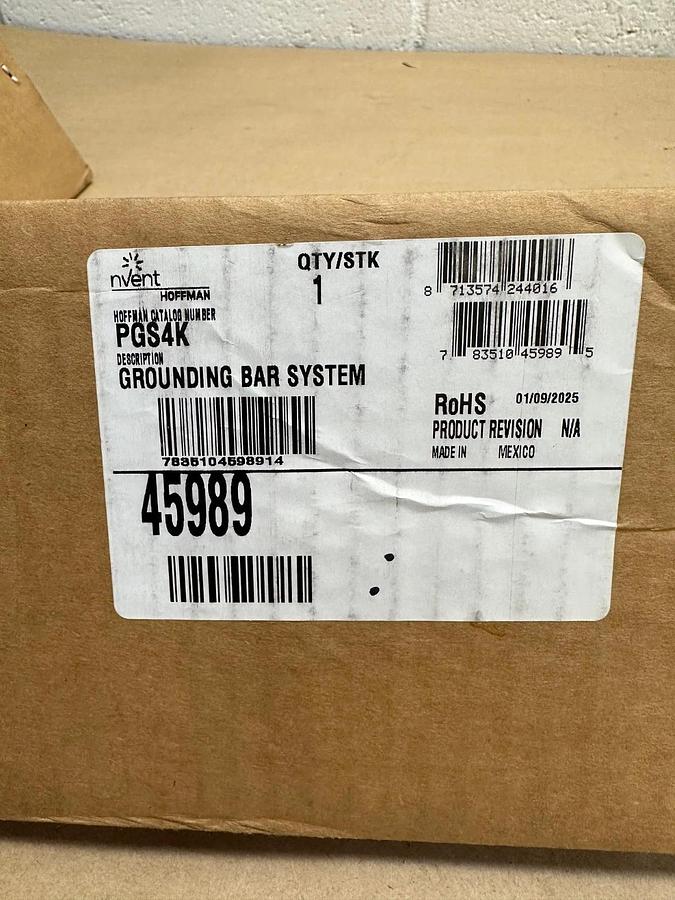 nvent
HOFFMAN
QTY/STK
1
HOFFMAN CATALOG NUMBER
PGS4K
DESCRIPTION
GROUNDING BAR SYSTEM
7835104598914
8 713574 244016
7 83510 45989 5
RoHS 01/09/2025
PRODUCT REVISION N/A
MADE IN MEXICO
45989